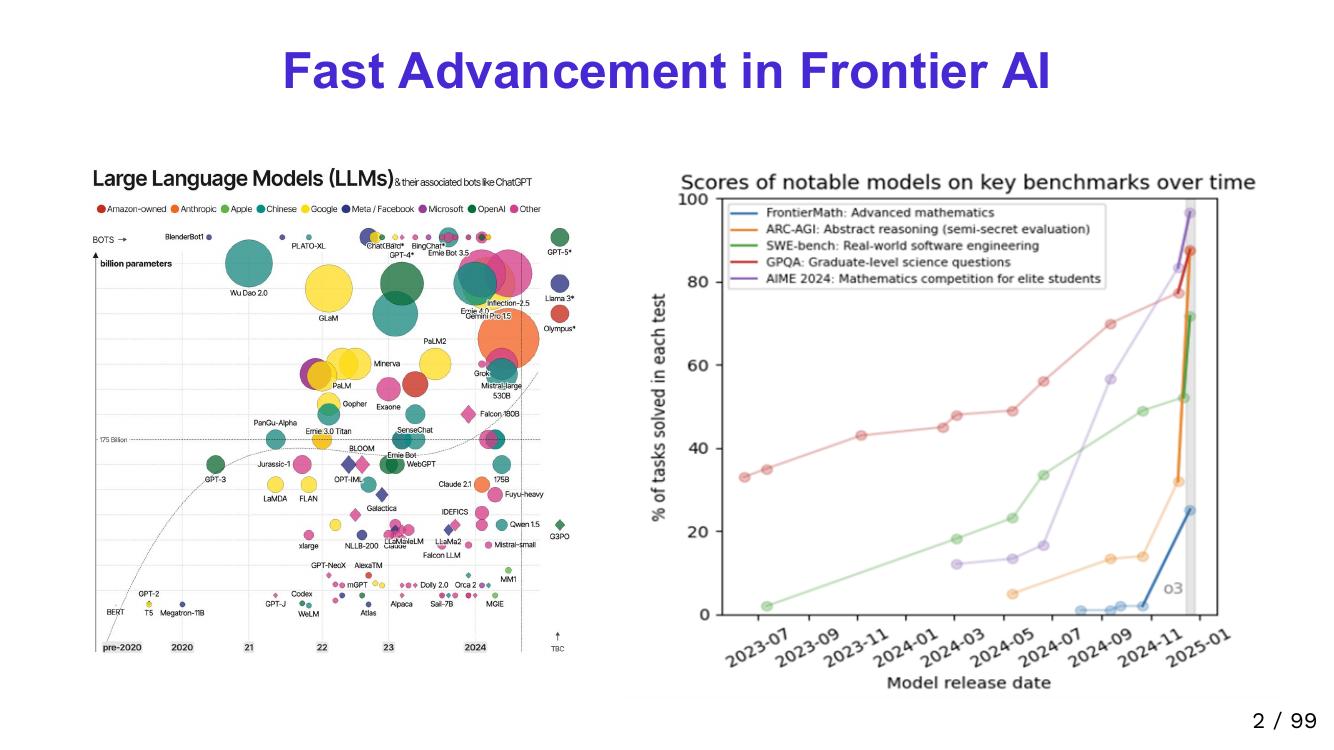 Fast Advancement in Frontier AI
Large Language Models (LLMs) & their associated bots like ChatGPT
Amazon-owned Anthropic Apple Chinese Google Meta / Facebook Microsoft OpenAI Other
BOTS →
BlenderBot1
PLATO-XL
BingChat*
GPT-4*
Ernie Bot 3.5
GPT-5*
billion parameters
Wu Dao 2.0
GLaM
Inflection-2.5
Ernie 4.0
Gemini Pro 1.5
Llama 3*
Olympus*
PaLM2
Minerva
PaLM
Grok
Mistral-large
530B
Gopher
Exaone
Falcon 180B
PanGu-Alpha
Ernie 3.0 Titan
SenseChat
175 Billion
BLOOM
Ernie Bot
GPT-3
Jurassic-1
OPT-IML
WebGPT
175B
LaMDA
FLAN
Claude 2.1
Fuyu-heavy
Galactica
IDEFICS
Qwen 1.5
G3PO
xlarge
NLLB-200
Claude
LLaMa2
Mistral-small
Falcon LLM
GPT-NeoX
AlexaTM
MM1
mGPT
Dolly 2.0
Orca 2
GPT-2
Codex
BERT
T5
Megatron-11B
GPT-J
WeLM
Atlas
Alpaca
Sail-7B
MGIE
pre-2020 2020 21 22 23 2024
↑
TBC
Scores of notable models on key benchmarks over time
FrontierMath: Advanced mathematics
ARC-AGI: Abstract reasoning (semi-secret evaluation)
SWE-bench: Real-world software engineering
GPQA: Graduate-level science questions
AIME 2024: Mathematics competition for elite students
% of tasks solved in each test
100
80
60
40
20
0
o3
2023-07 2023-09 2023-11 2024-01 2024-03 2024-05 2024-07 2024-09 2024-11 2025-01
Model release date
2 / 99